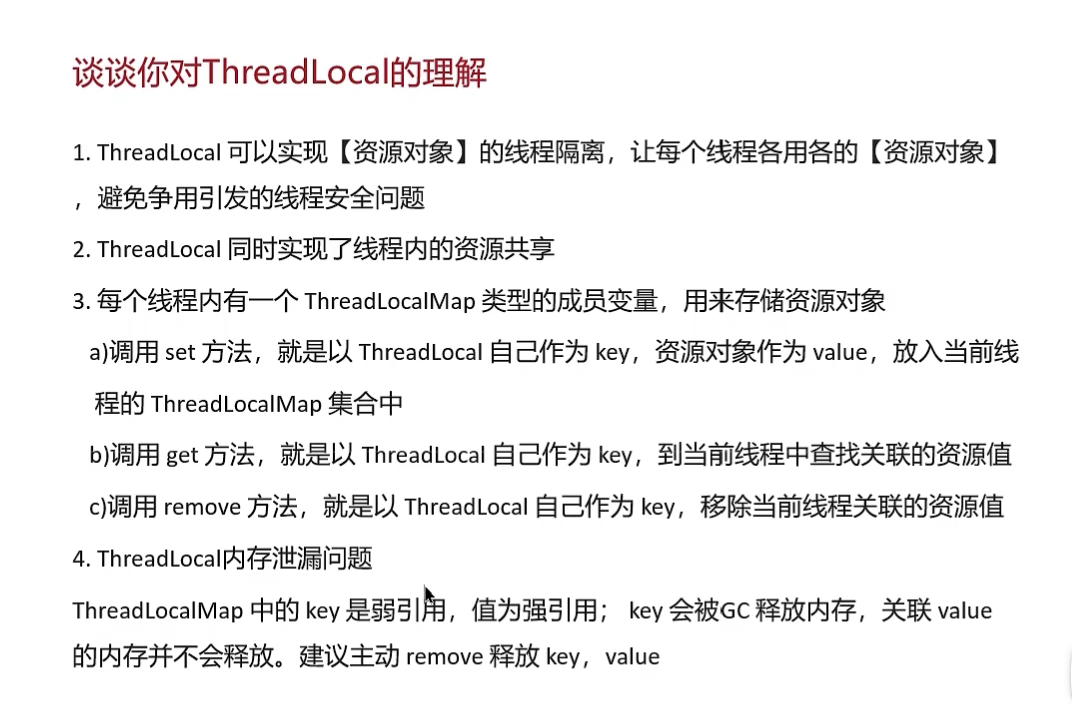 谈谈你对ThreadLocal的理解
1. ThreadLocal 可以实现【资源对象】的线程隔离，让每个线程各用各的【资源对象】
，避免争用引发的线程安全问题
2. ThreadLocal 同时实现了线程内的资源共享
3. 每个线程内有一个 ThreadLocalMap 类型的成员变量，用来存储资源对象
a)调用 set 方法，就是以 ThreadLocal 自己作为 key，资源对象作为 value，放入当前线
程的 ThreadLocalMap 集合中
b)调用 get 方法，就是以 ThreadLocal 自己作为 key，到当前线程中查找关联的资源值
c)调用 remove 方法，就是以 ThreadLocal 自己作为 key，移除当前线程关联的资源值
4. ThreadLocal内存泄漏问题
ThreadLocalMap 中的 key 是弱引用，值为强引用； key 会被GC 释放内存，关联 value
的内存并不会释放。建议主动 remove 释放 key，value